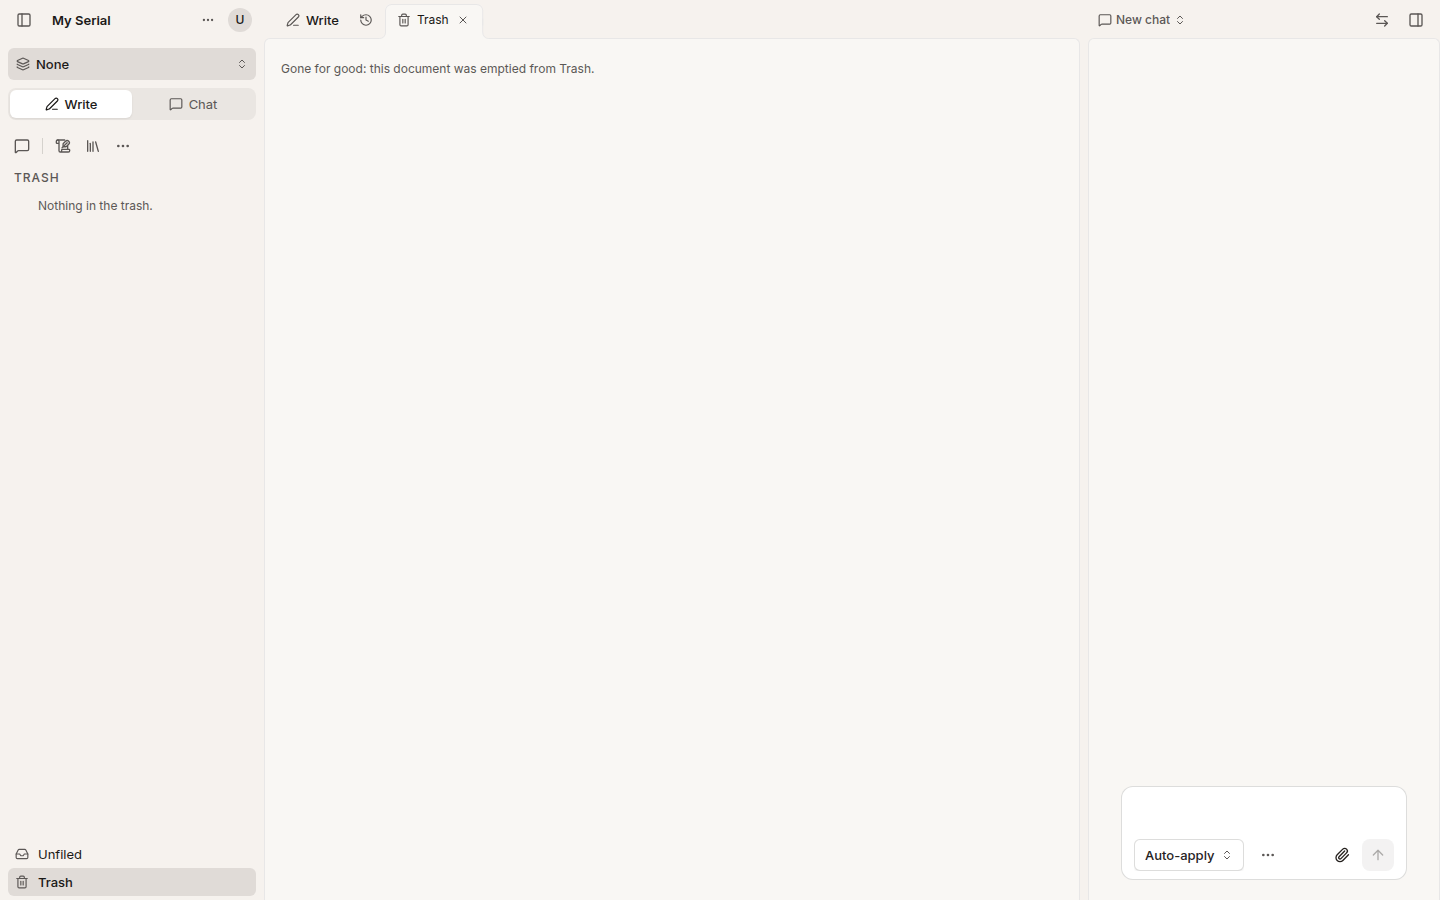 My Serial
U
None
Write
Chat
TRASH
Nothing in the trash.
Unfiled
Trash
Write
Trash
Gone for good: this document was emptied from Trash.
New chat
Auto-apply